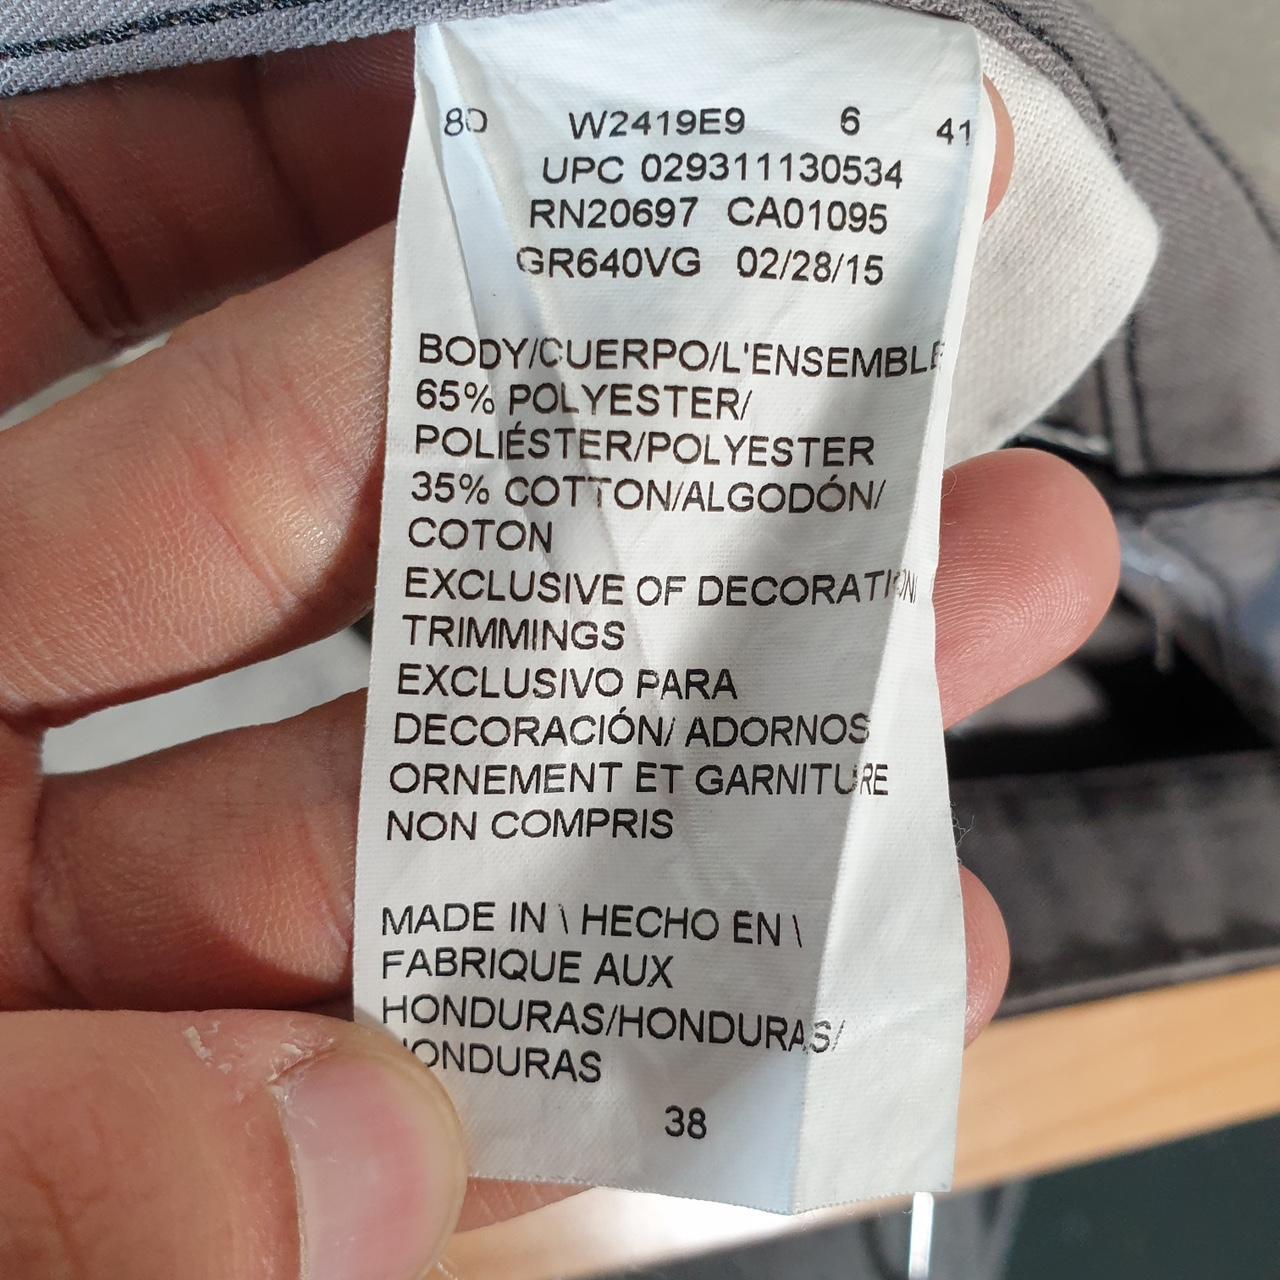 80 W2419E9 6 41
UPC 029311130534
RN20697 CA01095
GR640VG 02/28/15
BODY/CUERPO/L'ENSEMBLE
65% POLYESTER/
POLIÉSTER/POLYESTER
35% COTTON/ALGODÓN/
COTON
EXCLUSIVE OF DECORATION/
TRIMMINGS
EXCLUSIVO PARA
DECORACIÓN/ ADORNOS
ORNEMENT ET GARNITURE
NON COMPRIS
MADE IN \ HECHO EN \
FABRIQUE AUX
HONDURAS/HONDURAS/
HONDURAS
38